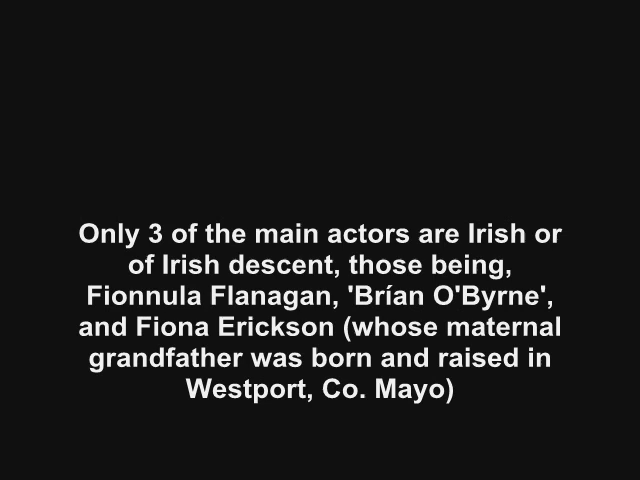 Only 3 of the main actors are Irish or
of Irish descent, those being,
Fionnula Flanagan, 'Brían O'Byrne',
and Fiona Erickson (whose maternal
grandfather was born and raised in
Westport, Co. Mayo)